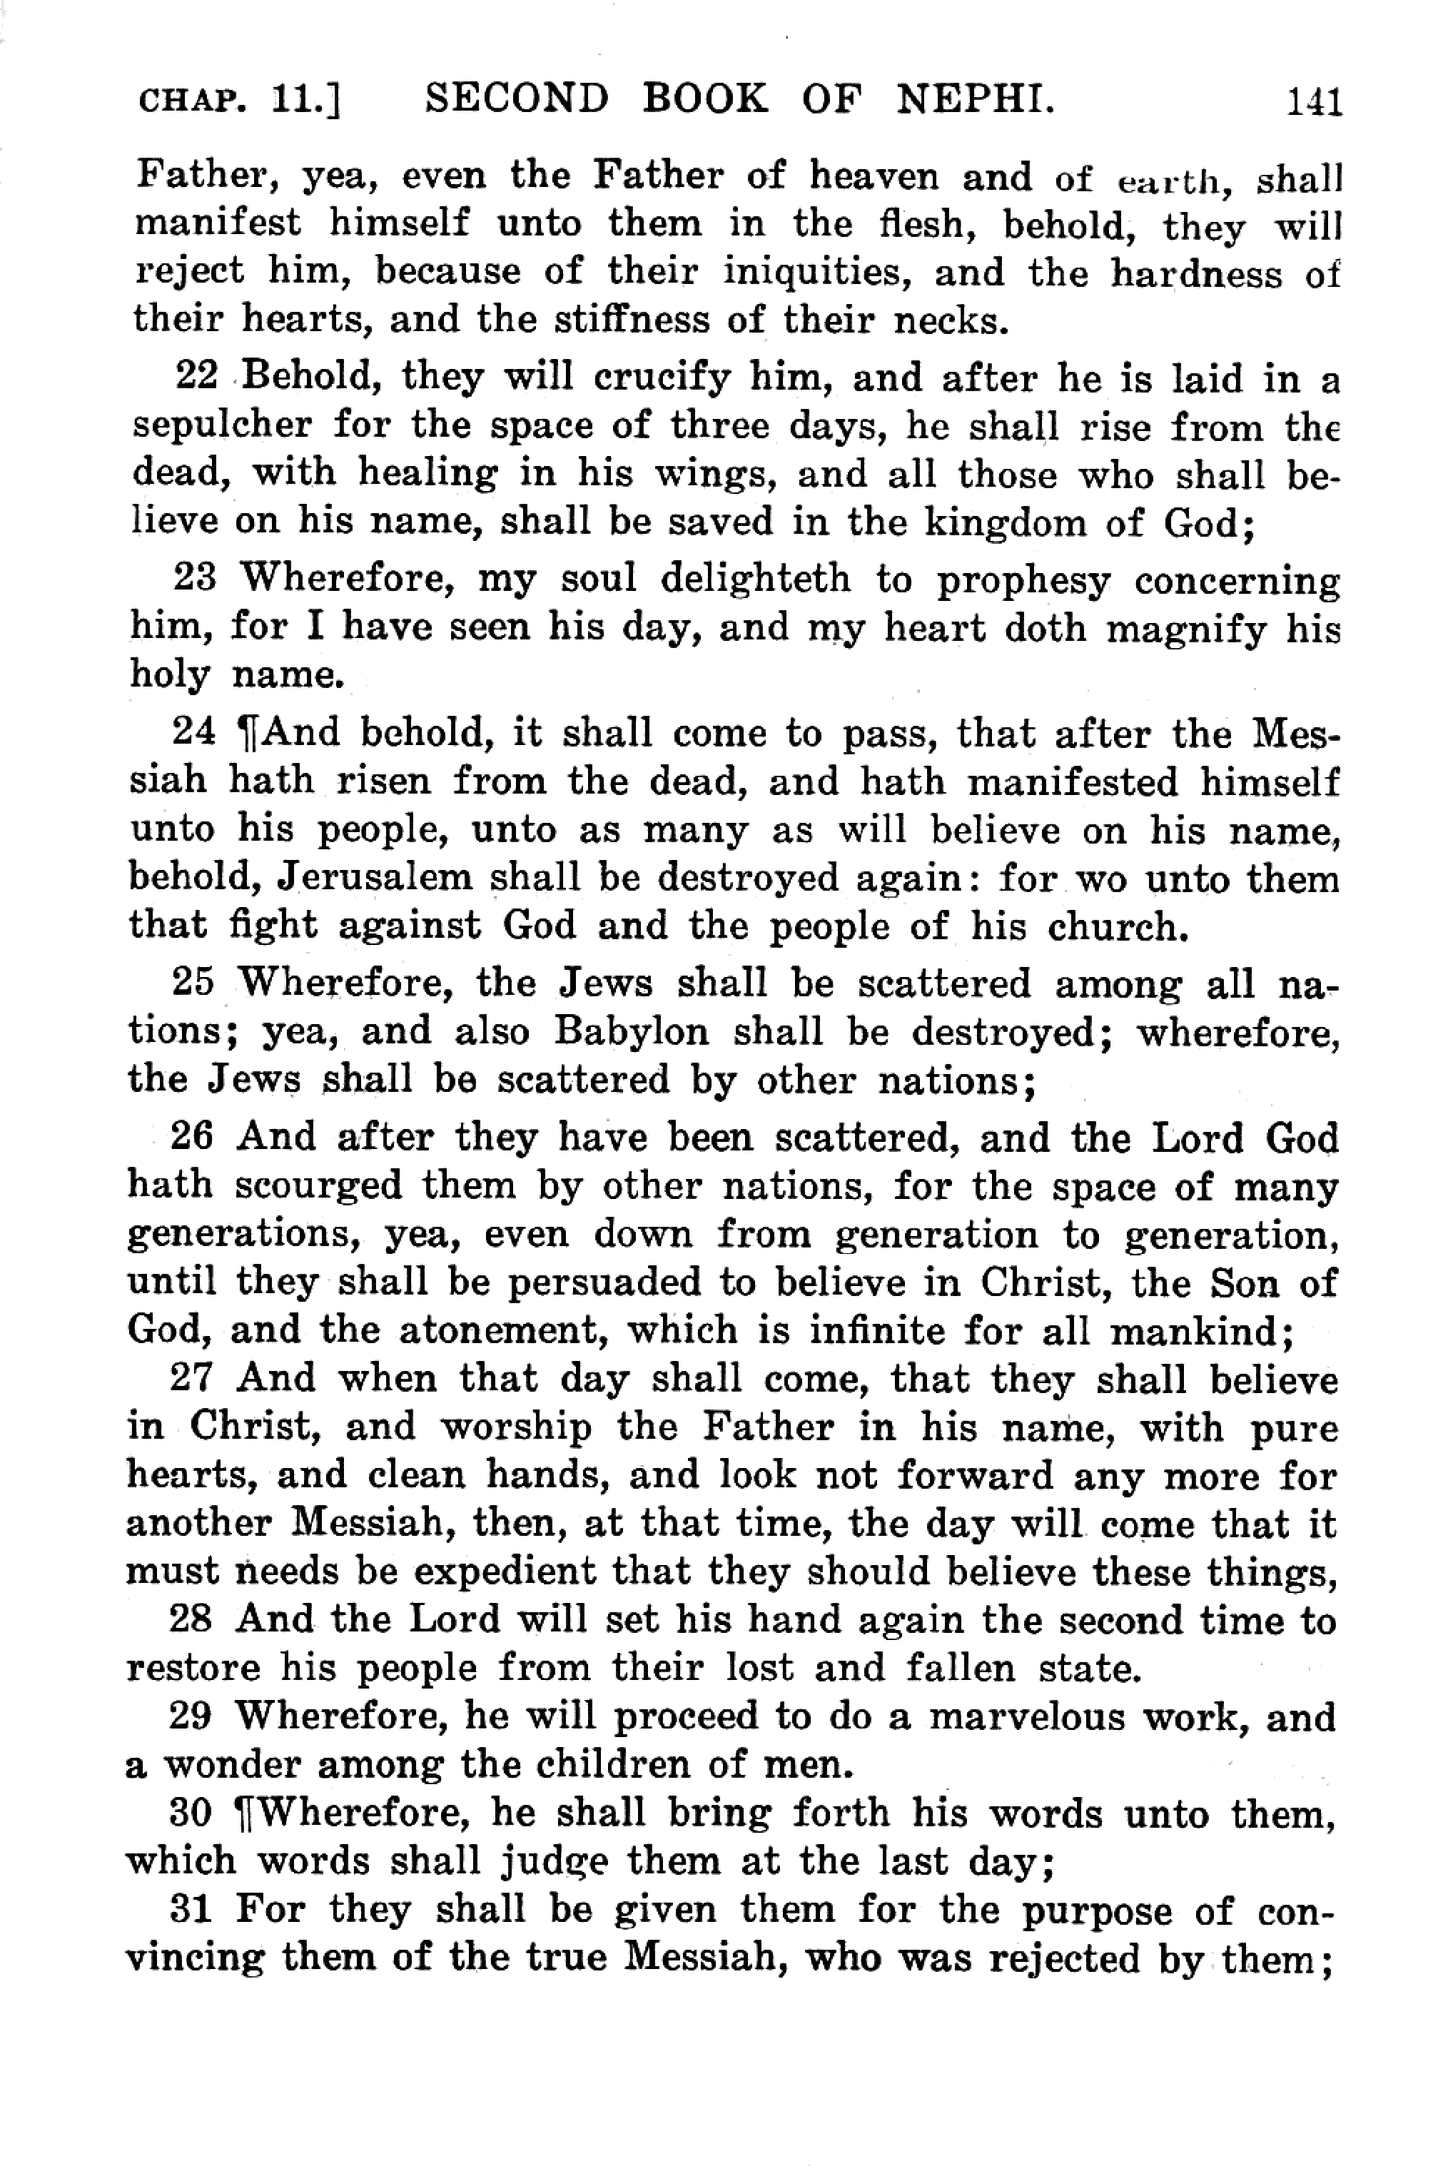 CHAP. 11.] SECOND BOOK OF NEPHI. 141
Father, yea, even the Father of heaven and of earth, shall
manifest himself unto them in the flesh, behold, they will
reject him, because of their iniquities, and the hardness of
their hearts, and the stiffness of their necks.
22 Behold, they will crucify him, and after he is laid in a
sepulcher for the space of three days, he shall rise from the
dead, with healing in his wings, and all those who shall be-
lieve on his name, shall be saved in the kingdom of God;
23 Wherefore, my soul delighteth to prophesy concerning
him, for I have seen his day, and my heart doth magnify his
holy name.
24 ¶And behold, it shall come to pass, that after the Mes-
siah hath risen from the dead, and hath manifested himself
unto his people, unto as many as will believe on his name,
behold, Jerusalem shall be destroyed again: for wo unto them
that fight against God and the people of his church.
25 Wherefore, the Jews shall be scattered among all na-
tions; yea, and also Babylon shall be destroyed; wherefore,
the Jews shall be scattered by other nations;
26 And after they have been scattered, and the Lord God
hath scourged them by other nations, for the space of many
generations, yea, even down from generation to generation,
until they shall be persuaded to believe in Christ, the Son of
God, and the atonement, which is infinite for all mankind;
27 And when that day shall come, that they shall believe
in Christ, and worship the Father in his name, with pure
hearts, and clean hands, and look not forward any more for
another Messiah, then, at that time, the day will come that it
must needs be expedient that they should believe these things,
28 And the Lord will set his hand again the second time to
restore his people from their lost and fallen state.
29 Wherefore, he will proceed to do a marvelous work, and
a wonder among the children of men.
30 ¶Wherefore, he shall bring forth his words unto them,
which words shall judge them at the last day;
31 For they shall be given them for the purpose of con-
vincing them of the true Messiah, who was rejected by them;